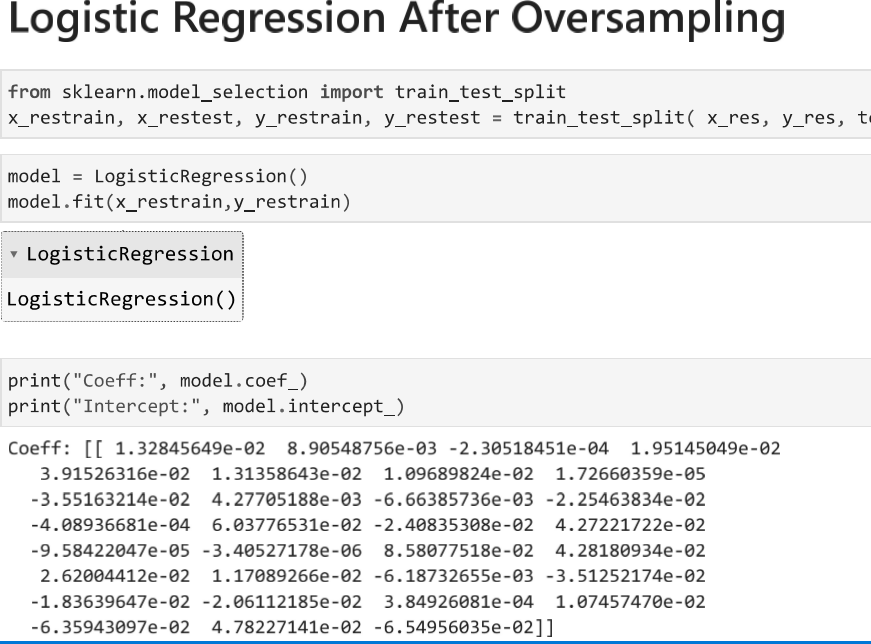 Logistic Regression After Oversampling
from sklearn.model_selection import train_test_split
x_restrain, x_restest, y_restrain, y_restest = train_test_split( x_res, y_res,
model = LogisticRegression()
model.fit(x_restrain,y_restrain)
▾ LogisticRegression
LogisticRegression()
print("Coeff:", model.coef_)
print("Intercept:", model.intercept_)
Coeff: [[ 1.32845649e-02  8.90548756e-03 -2.30518451e-04  1.95145049e-02
3.91526316e-02  1.31358643e-02  1.09689824e-02  1.72660359e-05
-3.55163214e-02  4.27705188e-03 -6.66385736e-03 -2.25463834e-02
-4.08936681e-04  6.03776531e-02 -2.40835308e-02  4.27221722e-02
-9.58422047e-05 -3.40527178e-06  8.58077518e-02  4.28180934e-02
2.62004412e-02  1.17089266e-02 -6.18732655e-03 -3.51252174e-02
-1.83639647e-02 -2.06112185e-02  3.84926081e-04  1.07457470e-02
-6.35943097e-02  4.78227141e-02 -6.54956035e-02]]